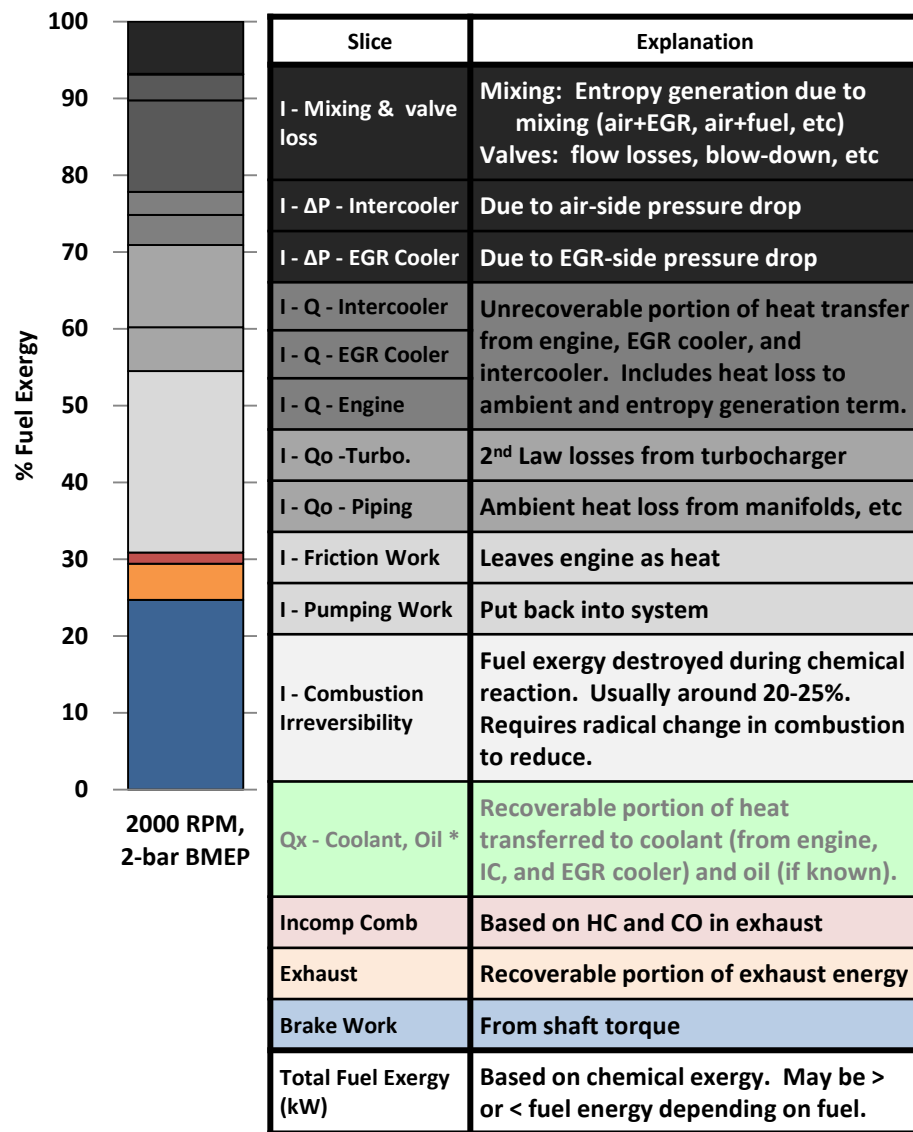 100
90
80
70
60
50
40
30
20
10
0
% Fuel Exergy
2000 RPM,
2-bar BMEP
Slice
Explanation
I - Mixing & valve
loss
Mixing: Entropy generation due to
mixing (air+EGR, air+fuel, etc)
Valves: flow losses, blow-down, etc
I - ΔP - Intercooler
Due to air-side pressure drop
I - ΔP - EGR Cooler
Due to EGR-side pressure drop
I - Q - Intercooler
I - Q - EGR Cooler
I - Q - Engine
Unrecoverable portion of heat transfer
from engine, EGR cooler, and
intercooler. Includes heat loss to
ambient and entropy generation term.
I - Qo -Turbo.
2nd Law losses from turbocharger
I - Qo - Piping
Ambient heat loss from manifolds, etc
I - Friction Work
Leaves engine as heat
I - Pumping Work
Put back into system
I - Combustion
Irreversibility
Fuel exergy destroyed during chemical
reaction. Usually around 20-25%.
Requires radical change in combustion
to reduce.
Qx - Coolant, Oil *
Recoverable portion of heat
transferred to coolant (from engine,
IC, and EGR cooler) and oil (if known).
Incomp Comb
Based on HC and CO in exhaust
Exhaust
Recoverable portion of exhaust energy
Brake Work
From shaft torque
Total Fuel Exergy
(kW)
Based on chemical exergy. May be >
or < fuel energy depending on fuel.